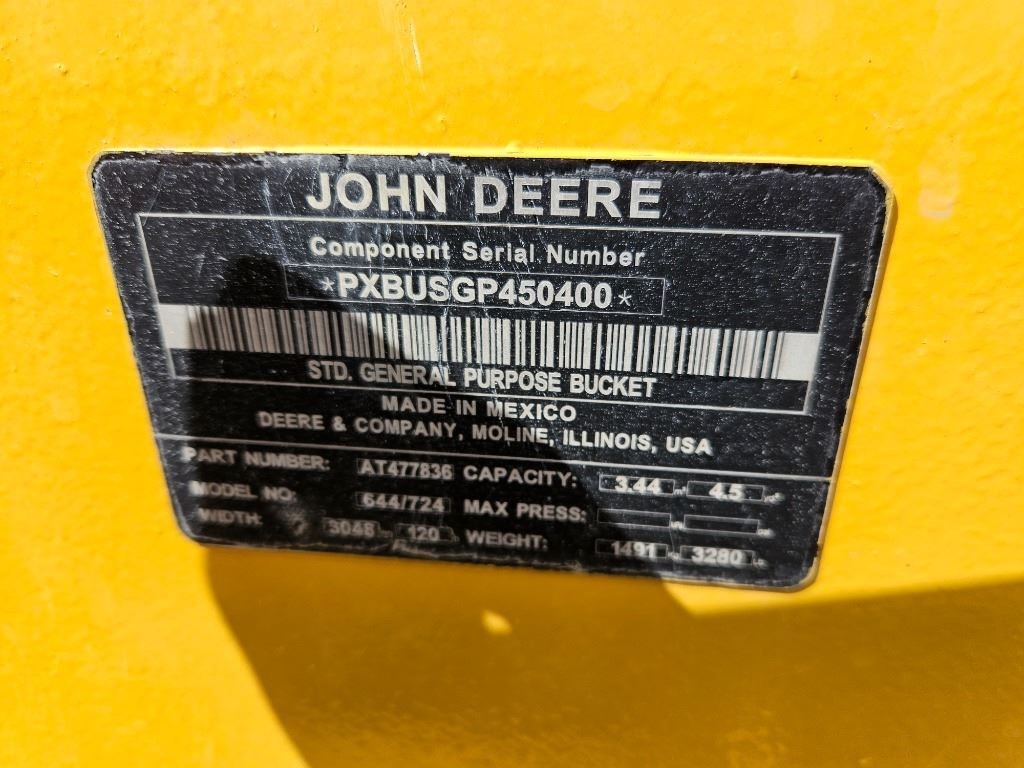 JOHN DEERE
Component Serial Number
*PXBUSGP450400*
STD. GENERAL PURPOSE BUCKET
MADE IN MEXICO
DEERE & COMPANY, MOLINE, ILLINOIS, USA
PART NUMBER: AT477836 CAPACITY: 3.44 4.5
MODEL NO: 644/724 MAX PRESS:
WIDTH: 3048 120 WEIGHT: 1491 3280